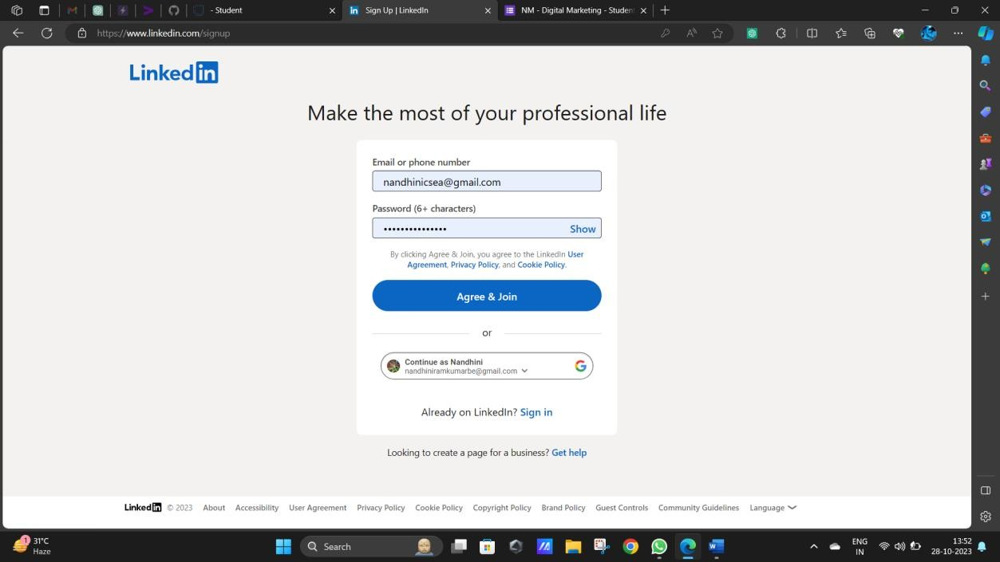 - Student
Sign Up | LinkedIn
NM - Digital Marketing - Student
https://www.linkedin.com/signup
Linkedin
Make the most of your professional life
Email or phone number
nandhinicsea@gmail.com
Password (6+ characters)
•••••••••••••••
Show
By clicking Agree & Join, you agree to the LinkedIn User
Agreement, Privacy Policy, and Cookie Policy.
Agree & Join
or
Continue as Nandhini
nandhiniramkumarbe@gmail.com
Already on LinkedIn? Sign in
Looking to create a page for a business? Get help
Linkedin © 2023 About Accessibility User Agreement Privacy Policy Cookie Policy Copyright Policy Brand Policy Guest Controls Community Guidelines Language
1
31°C
Haze
Search
ENG
IN
13:52
28-10-2023